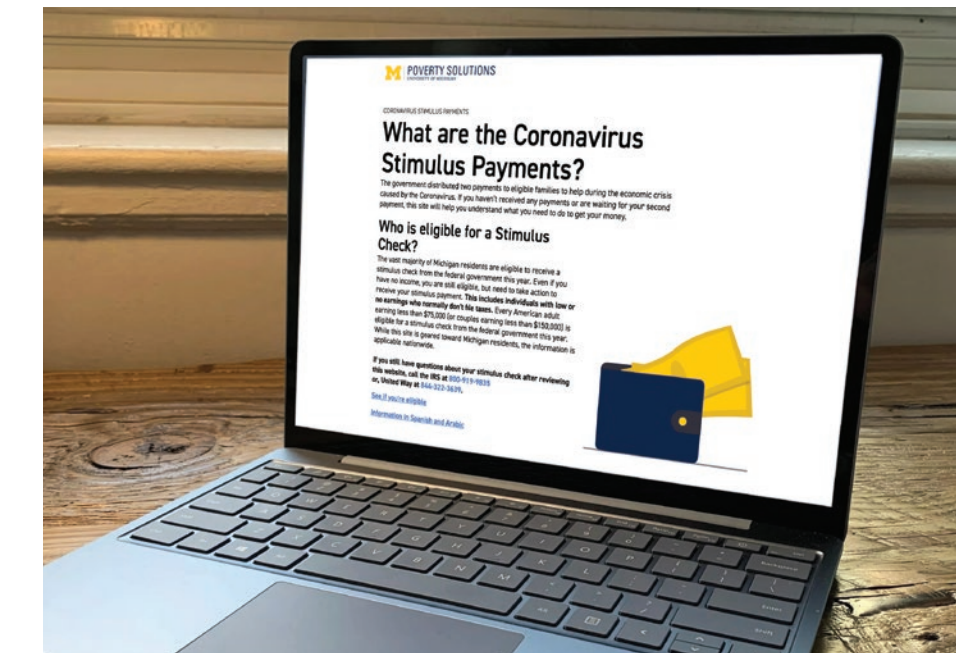 M POVERTY SOLUTIONS
UNIVERSITY OF MICHIGAN
CORONAVIRUS STIMULUS PAYMENTS
What are the Coronavirus
Stimulus Payments?
The government distributed two payments to eligible families to help during the economic crisis
caused by the Coronavirus. If you haven't received any payments or are waiting for your second
payment, this site will help you understand what you need to do to get your money.
Who is eligible for a Stimulus
Check?
The vast majority of Michigan residents are eligible to receive a
stimulus check from the federal government this year. Even if you
have no income, you are still eligible, but need to take action to
receive your stimulus payment. This includes individuals with low or
no earnings who normally don't file taxes. Every American adult
earning less than $75,000 (or couples earning less than $150,000) is
eligible for a stimulus check from the federal government this year.
While this site is geared toward Michigan residents, the information is
applicable nationwide.
If you still have questions about your stimulus check after reviewing
this website, call the IRS at 800-919-9835
or, United Way at 844-322-3639.
See if you're eligible
Information in Spanish and Arabic
Backspace
Q W E R T Y U I O P
Enter
A S D F G H J K L
Shift
Z X C V B N M